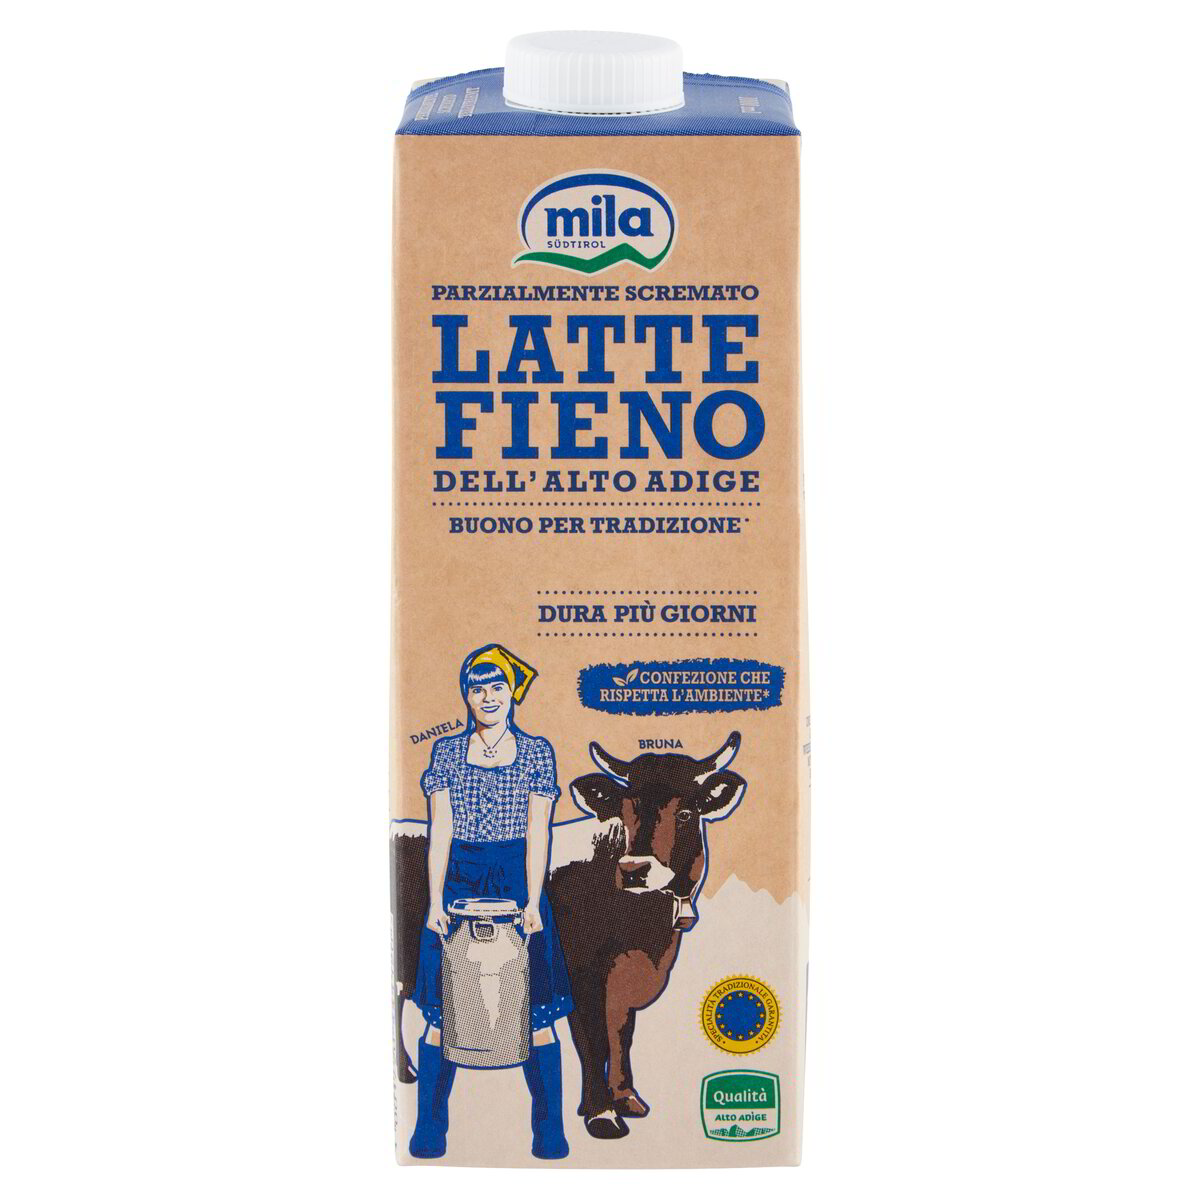 mila
SÜDTIROL
PARZIALMENTE SCREMATO
LATTE
FIENO
DELL'ALTO ADIGE
BUONO PER TRADIZIONE*
DURA PIÙ GIORNI
CONFEZIONE CHE
RISPETTA L'AMBIENTE*
DANIELA
BRUNA
SPECIALITÀ TRADIZIONALE GARANTITA
Qualità
ALTO ADIGE